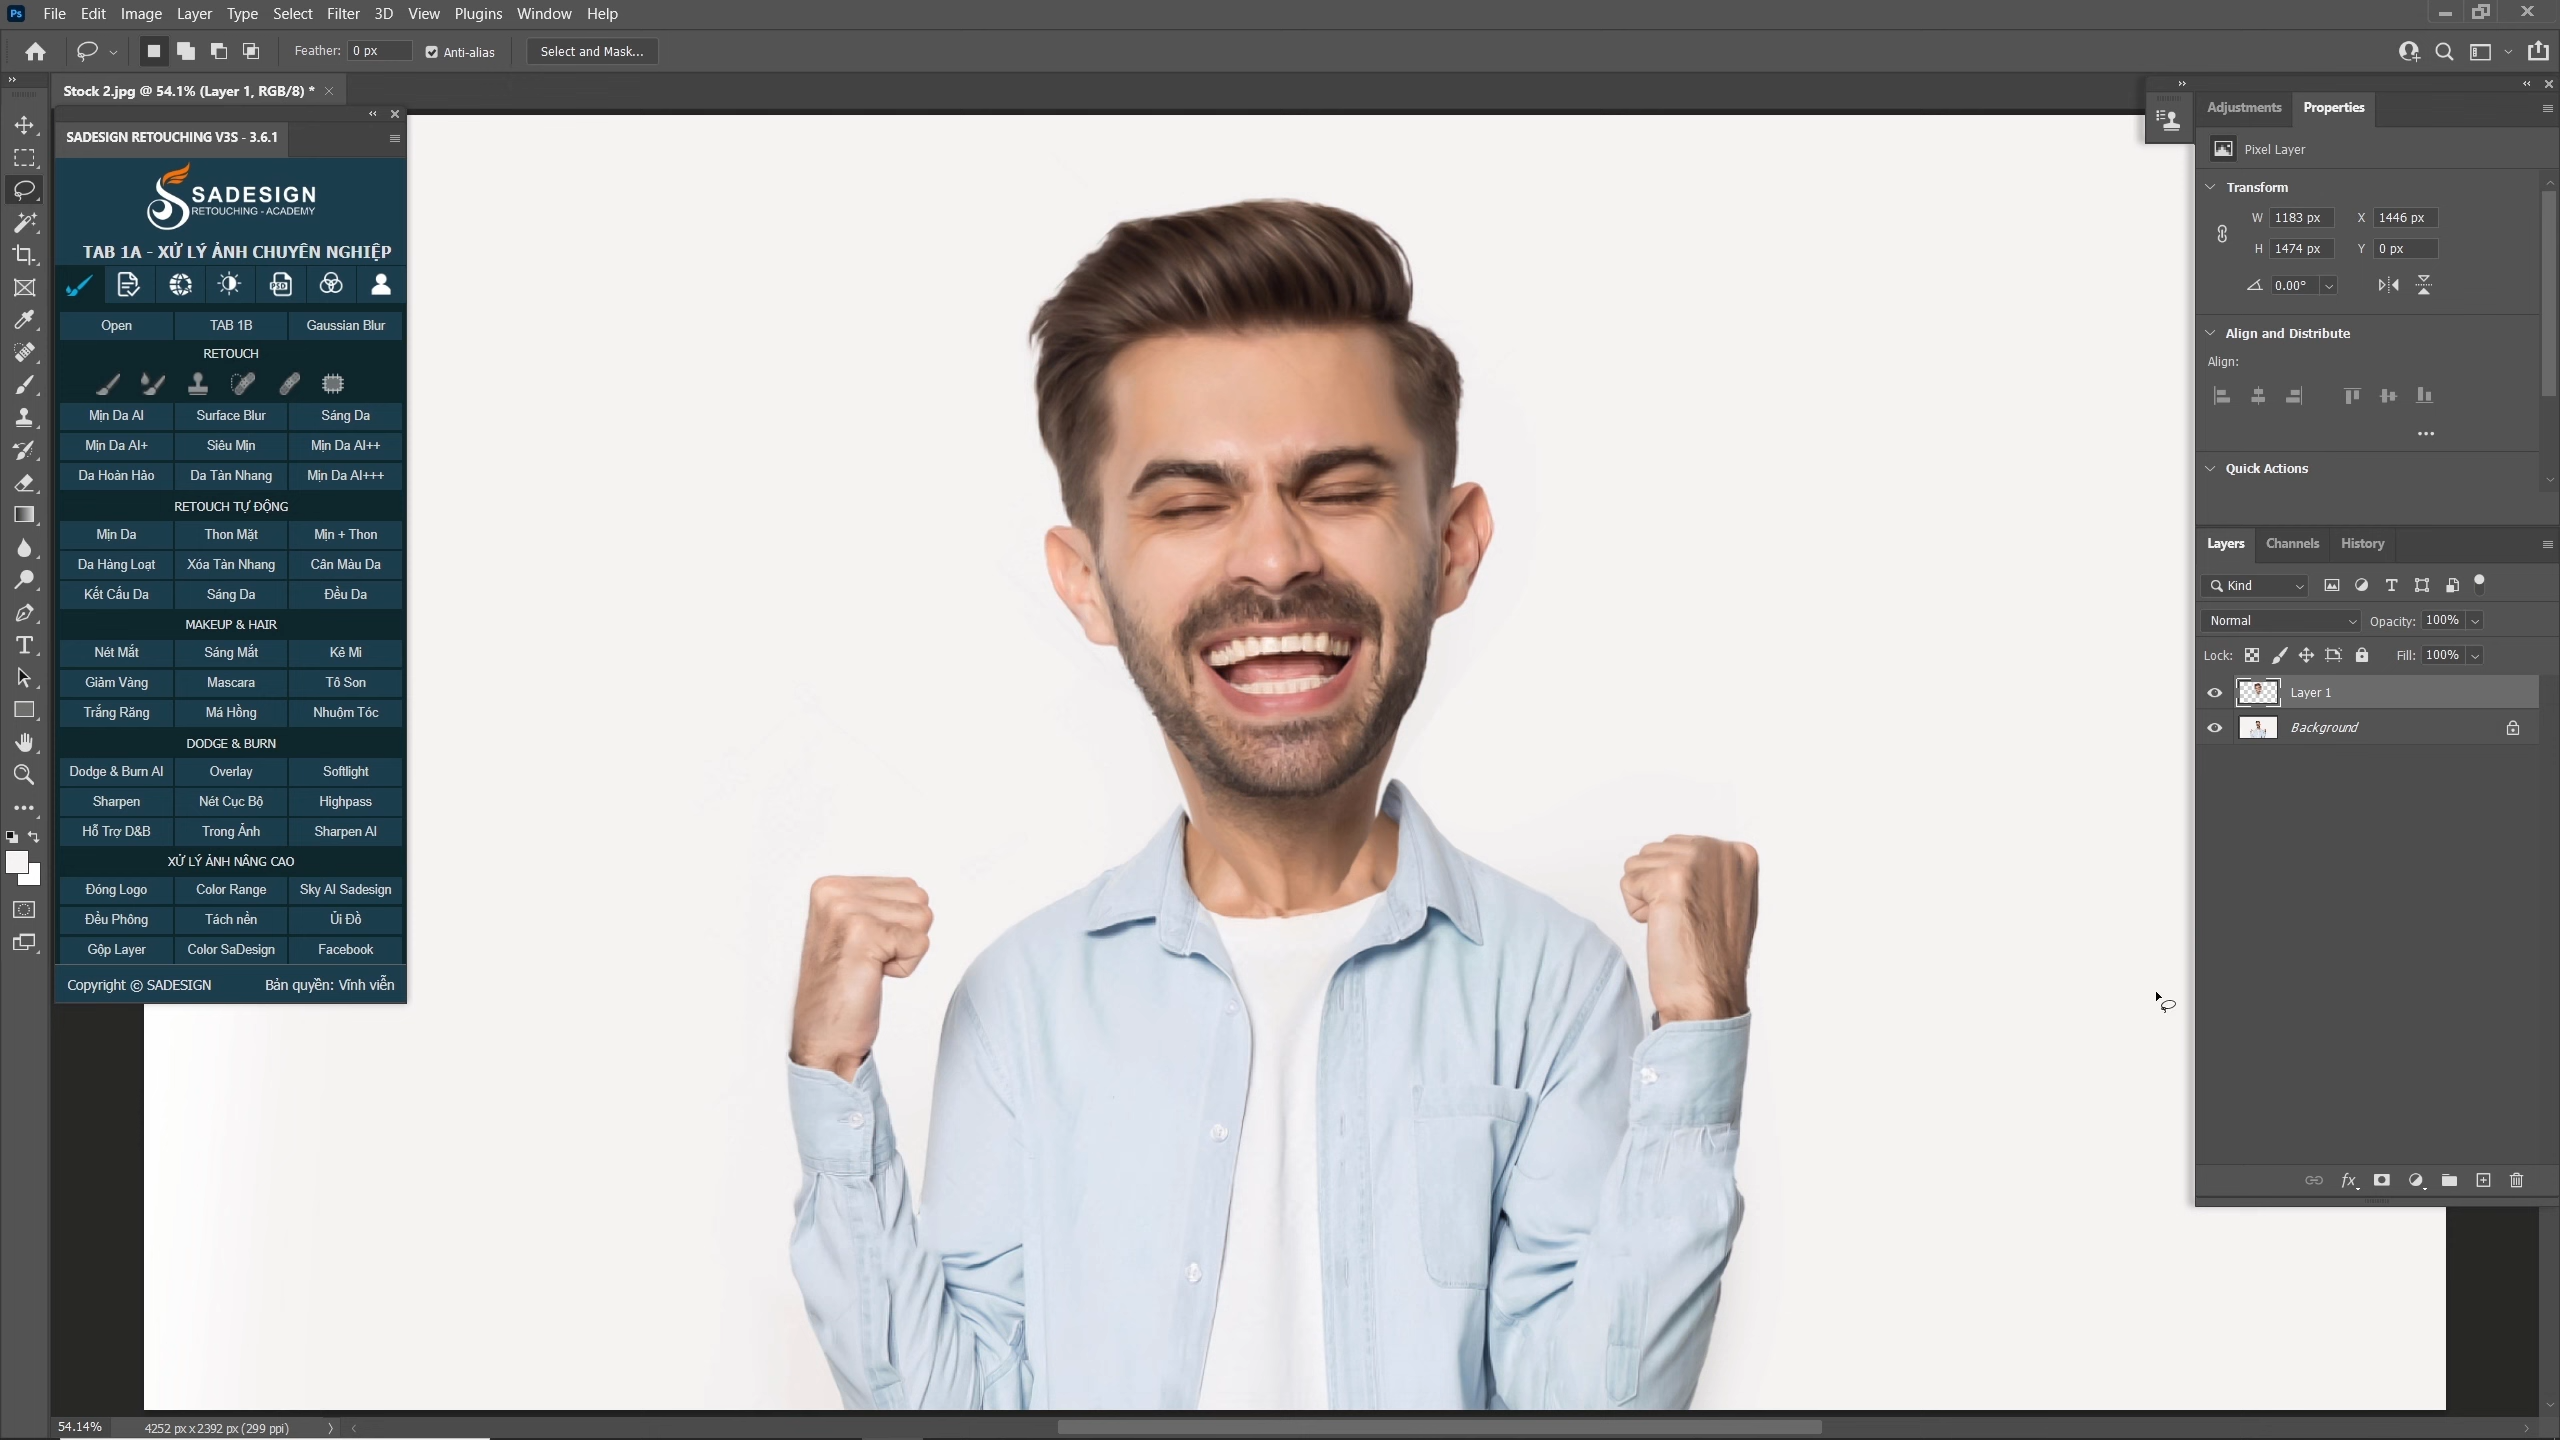 Ps File Edit Image Layer Type Select Filter 3D View Plugins Window Help
Feather: 0 px Anti-alias Select and Mask...
Stock 2.jpg @ 54.1% (Layer 1, RGB/8) *
SADESIGN RETOUCHING V3S - 3.6.1
SADESIGN
RETOUCHING - ACADEMY
TAB 1A - XỬ LÝ ẢNH CHUYÊN NGHIỆP
PSD
Open TAB 1B Gaussian Blur
RETOUCH
Mịn Da AI Surface Blur Sáng Da
Mịn Da AI+ Siêu Mịn Mịn Da AI++
Da Hoàn Hảo Da Tàn Nhang Mịn Da AI+++
RETOUCH TỰ ĐỘNG
Mịn Da Thon Mặt Mịn + Thon
Da Hàng Loạt Xóa Tàn Nhang Cân Màu Da
Kết Cấu Da Sáng Da Đều Da
MAKEUP & HAIR
Nét Mắt Sáng Mắt Kẻ Mi
Giảm Vàng Mascara Tô Son
Trắng Răng Má Hồng Nhuộm Tóc
DODGE & BURN
Dodge & Burn AI Overlay Softlight
Sharpen Nét Cục Bộ Highpass
Hỗ Trợ D&B Trong Ảnh Sharpen AI
XỬ LÝ ẢNH NÂNG CAO
Đóng Logo Color Range Sky AI Sadesign
Đều Phông Tách nền Ủi Đồ
Gộp Layer Color SaDesign Facebook
Copyright © SADESIGN Bản quyền: Vĩnh viễn
54.14% 4252 px x 2392 px (299 ppi)
Adjustments Properties
Pixel Layer
Transform
W 1183 px X 1446 px
H 1474 px Y 0 px
0.00°
Align and Distribute
Align:
Quick Actions
Layers Channels History
Kind
Normal Opacity: 100%
Lock: Fill: 100%
Layer 1
Background
fx